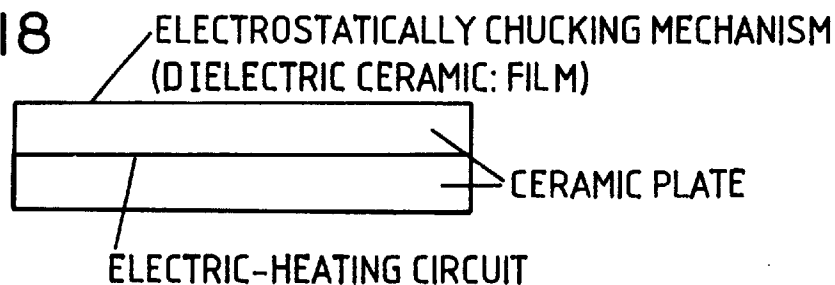 18
ELECTROSTATICALLY CHUCKING MECHANISM
(DIELECTRIC CERAMIC: FILM)
CERAMIC PLATE
ELECTRIC-HEATING CIRCUIT